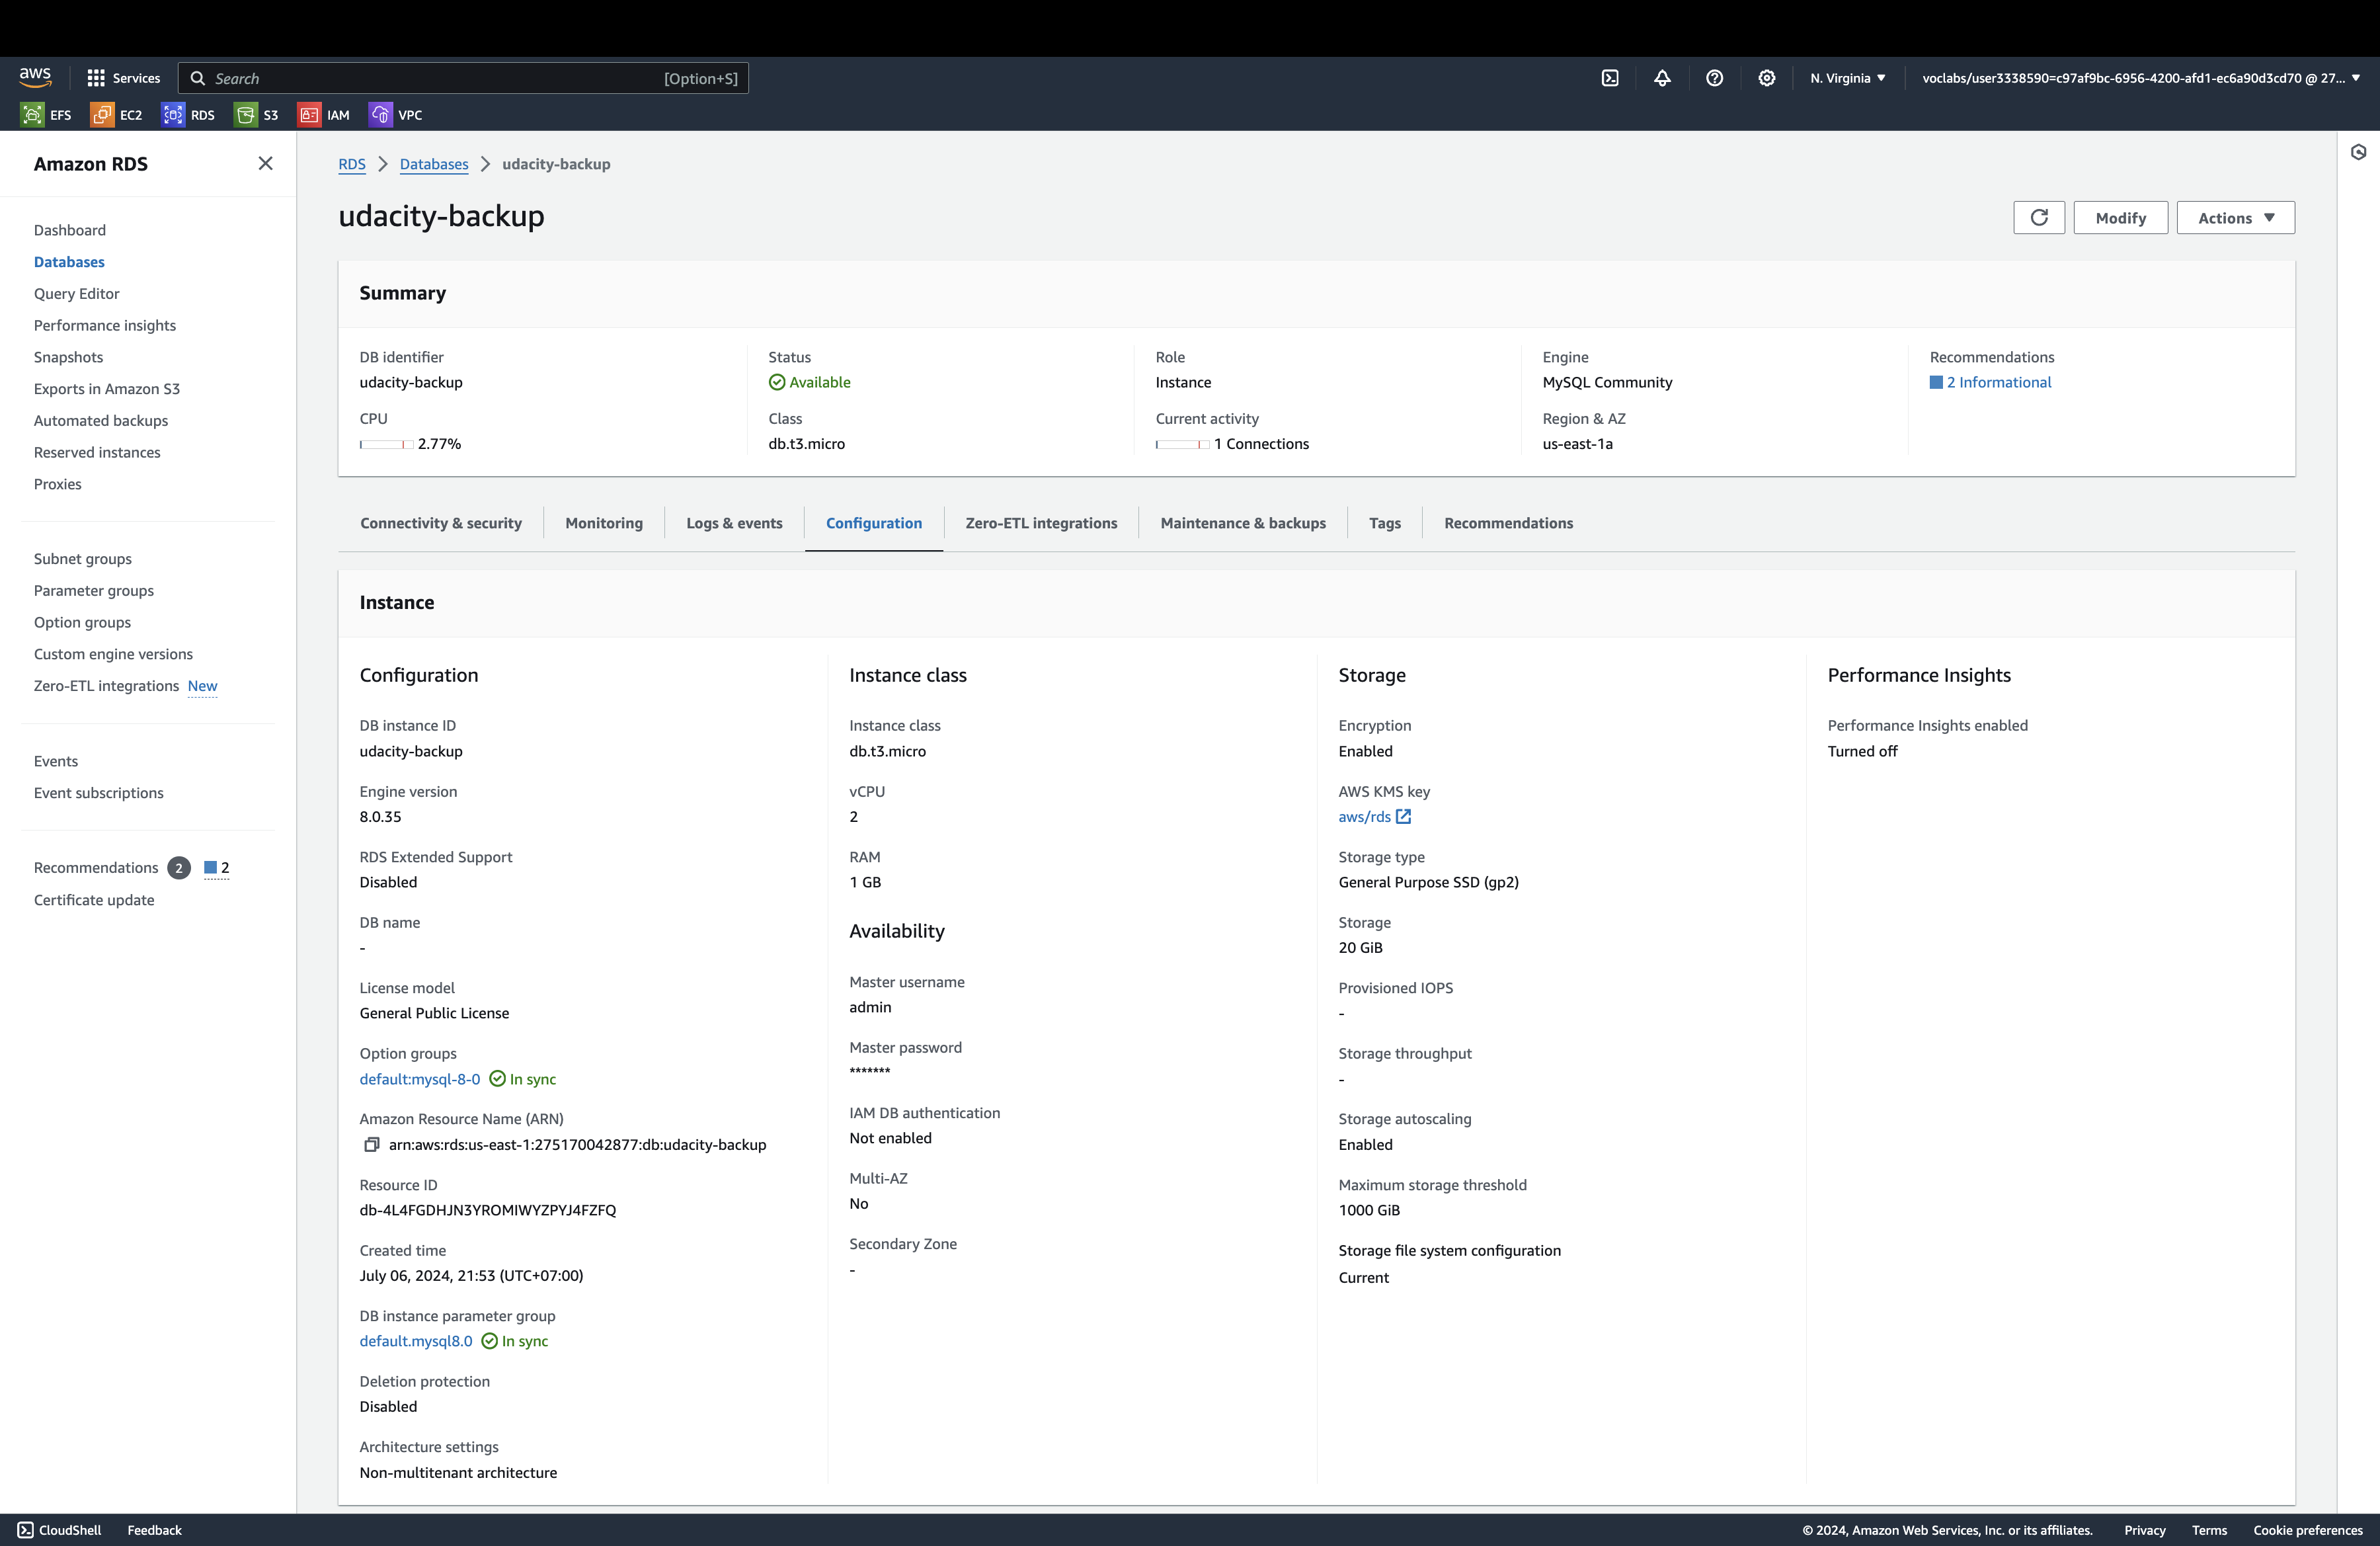 aws
Services
Search
[Option+S]
N. Virginia
voclabs/user3338590=c97af9bc-6956-4200-afd1-ec6a90d3cd70 @ 27...
EFS
EC2
RDS
S3
IAM
VPC
Amazon RDS
Dashboard
Databases
Query Editor
Performance insights
Snapshots
Exports in Amazon S3
Automated backups
Reserved instances
Proxies
Subnet groups
Parameter groups
Option groups
Custom engine versions
Zero-ETL integrations New
Events
Event subscriptions
Recommendations 2 2
Certificate update
RDS
Databases
udacity-backup
udacity-backup
Modify
Actions
Summary
DB identifier
udacity-backup
CPU
2.77%
Status
Available
Class
db.t3.micro
Role
Instance
Current activity
1 Connections
Engine
MySQL Community
Region & AZ
us-east-1a
Recommendations
2 Informational
Connectivity & security
Monitoring
Logs & events
Configuration
Zero-ETL integrations
Maintenance & backups
Tags
Recommendations
Instance
Configuration
DB instance ID
udacity-backup
Engine version
8.0.35
RDS Extended Support
Disabled
DB name
-
License model
General Public License
Option groups
default:mysql-8-0 In sync
Amazon Resource Name (ARN)
arn:aws:rds:us-east-1:275170042877:db:udacity-backup
Resource ID
db-4L4FGDHJN3YROMIWYZPYJ4FZFQ
Created time
July 06, 2024, 21:53 (UTC+07:00)
DB instance parameter group
default.mysql8.0 In sync
Deletion protection
Disabled
Architecture settings
Non-multitenant architecture
Instance class
Instance class
db.t3.micro
vCPU
2
RAM
1 GB
Availability
Master username
admin
Master password
*******
IAM DB authentication
Not enabled
Multi-AZ
No
Secondary Zone
-
Storage
Encryption
Enabled
AWS KMS key
aws/rds
Storage type
General Purpose SSD (gp2)
Storage
20 GiB
Provisioned IOPS
-
Storage throughput
-
Storage autoscaling
Enabled
Maximum storage threshold
1000 GiB
Storage file system configuration
Current
Performance Insights
Performance Insights enabled
Turned off
CloudShell
Feedback
© 2024, Amazon Web Services, Inc. or its affiliates.
Privacy
Terms
Cookie preferences